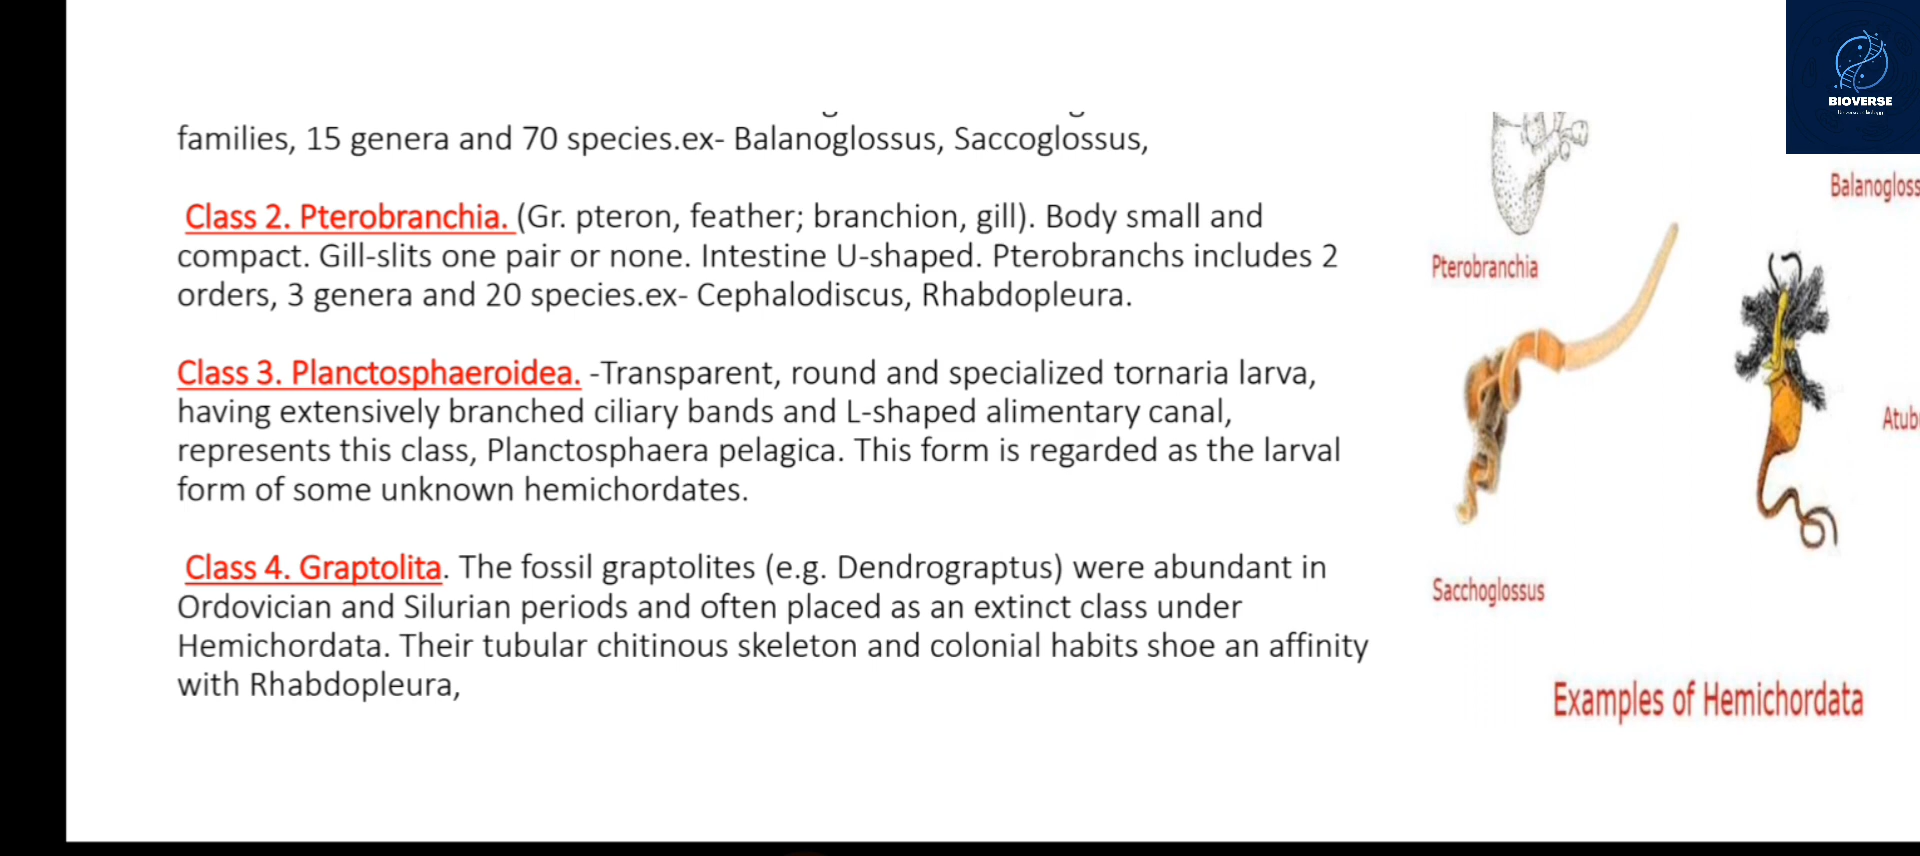 BIOVERSE
families, 15 genera and 70 species.ex- Balanoglossus, Saccoglossus,
Class 2. Pterobranchia. (Gr. pteron, feather; branchion, gill). Body small and
compact. Gill-slits one pair or none. Intestine U-shaped. Pterobranchs includes 2
orders, 3 genera and 20 species.ex- Cephalodiscus, Rhabdopleura.
Class 3. Planctosphaeroidea. -Transparent, round and specialized tornaria larva,
having extensively branched ciliary bands and L-shaped alimentary canal,
represents this class, Planctosphaera pelagica. This form is regarded as the larval
form of some unknown hemichordates.
Class 4. Graptolita. The fossil graptolites (e.g. Dendrograptus) were abundant in
Ordovician and Silurian periods and often placed as an extinct class under
Hemichordata. Their tubular chitinous skeleton and colonial habits shoe an affinity
with Rhabdopleura,
Balanogloss
Pterobranchia
Atub
Sacchoglossus
Examples of Hemichordata